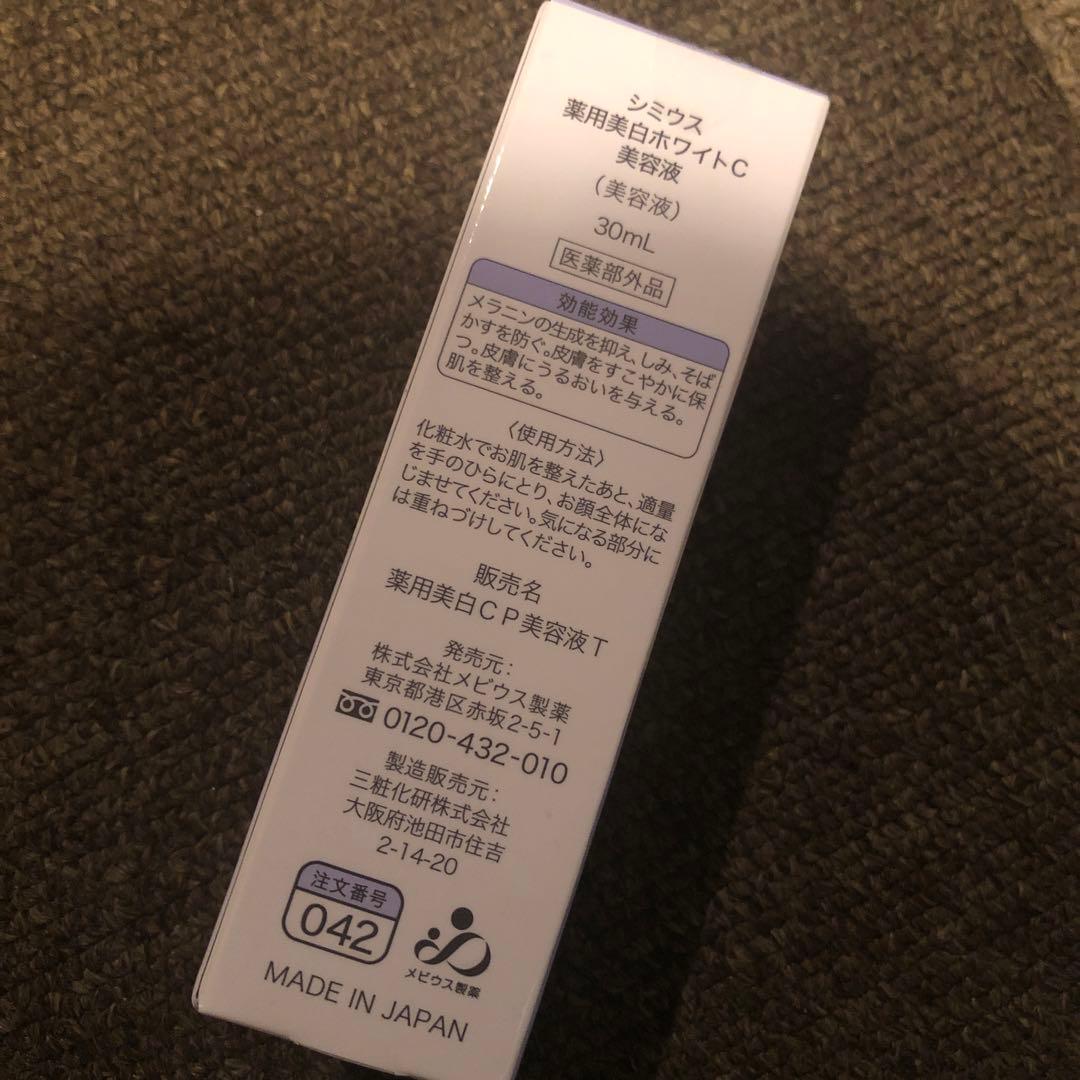 シミウス
薬用美白ホワイトC
美容液
(美容液)
30mL
医薬部外品
効能効果
メラニンの生成を抑え、しみ、そば
かすを防ぐ。皮膚をすこやかに保
つ。皮膚にうるおいを与える。
肌を整える。
〈使用方法〉
化粧水でお肌を整えたあと、適量
を手のひらにとり、お顔全体にな
じませてください。気になる部分に
は重ねづけしてください。
販売名
薬用美白CP美容液T
発売元:
株式会社メビウス製薬
東京都港区赤坂2-5-1
0120-432-010
製造販売元:
三粧化研株式会社
大阪府池田市住吉
2-14-20
注文番号
042
メビウス製薬
MADE IN JAPAN